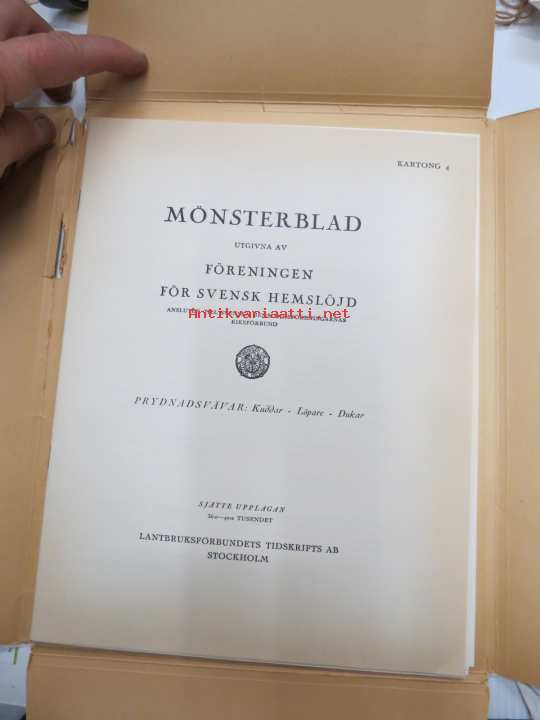 KARTONG 4
MÖNSTERBLAD
UTGIVNA AV
FÖRENINGEN
FÖR SVENSK HEMSLÖJD
Antikvariaatti.net
RIKSFÖRBUND
PRYDNADSVÄVAR: Kuddar - Löpare - Dukar
SJÄTTE UPPLAGAN
TUSENDET
LANTBRUKSFÖRBUNDETS TIDSKRIFTS AB
STOCKHOLM